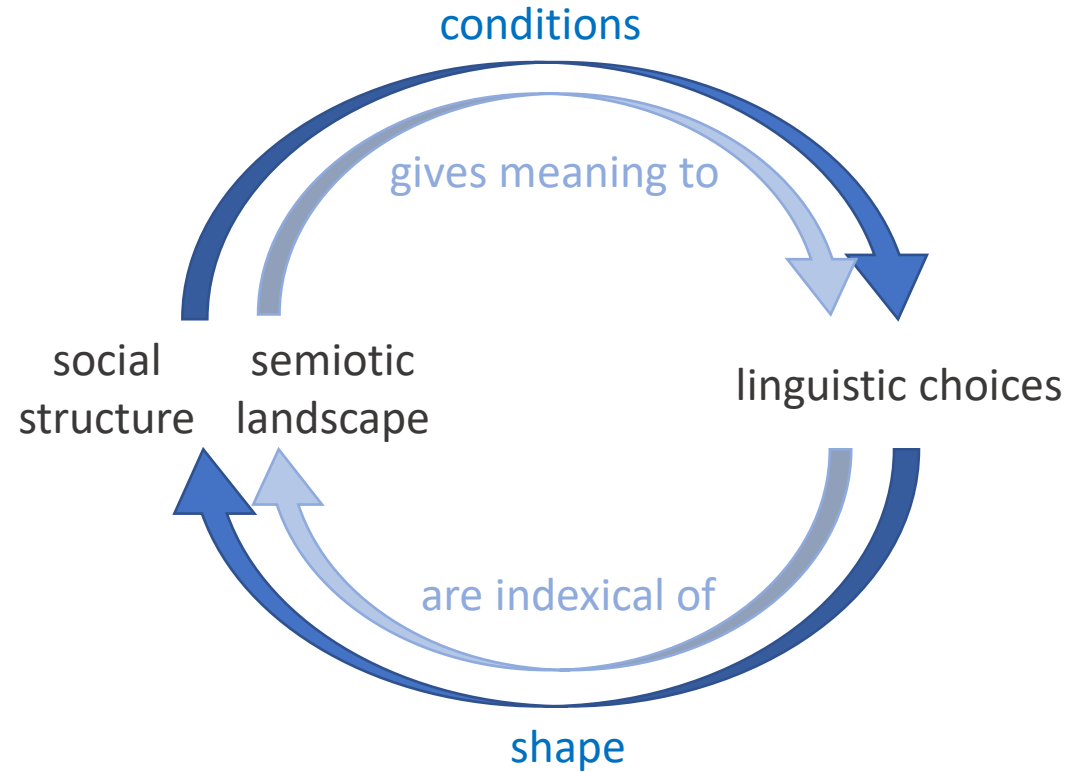 conditions
gives meaning to
social
structure
semiotic
landscape
linguistic choices
are indexical of
shape